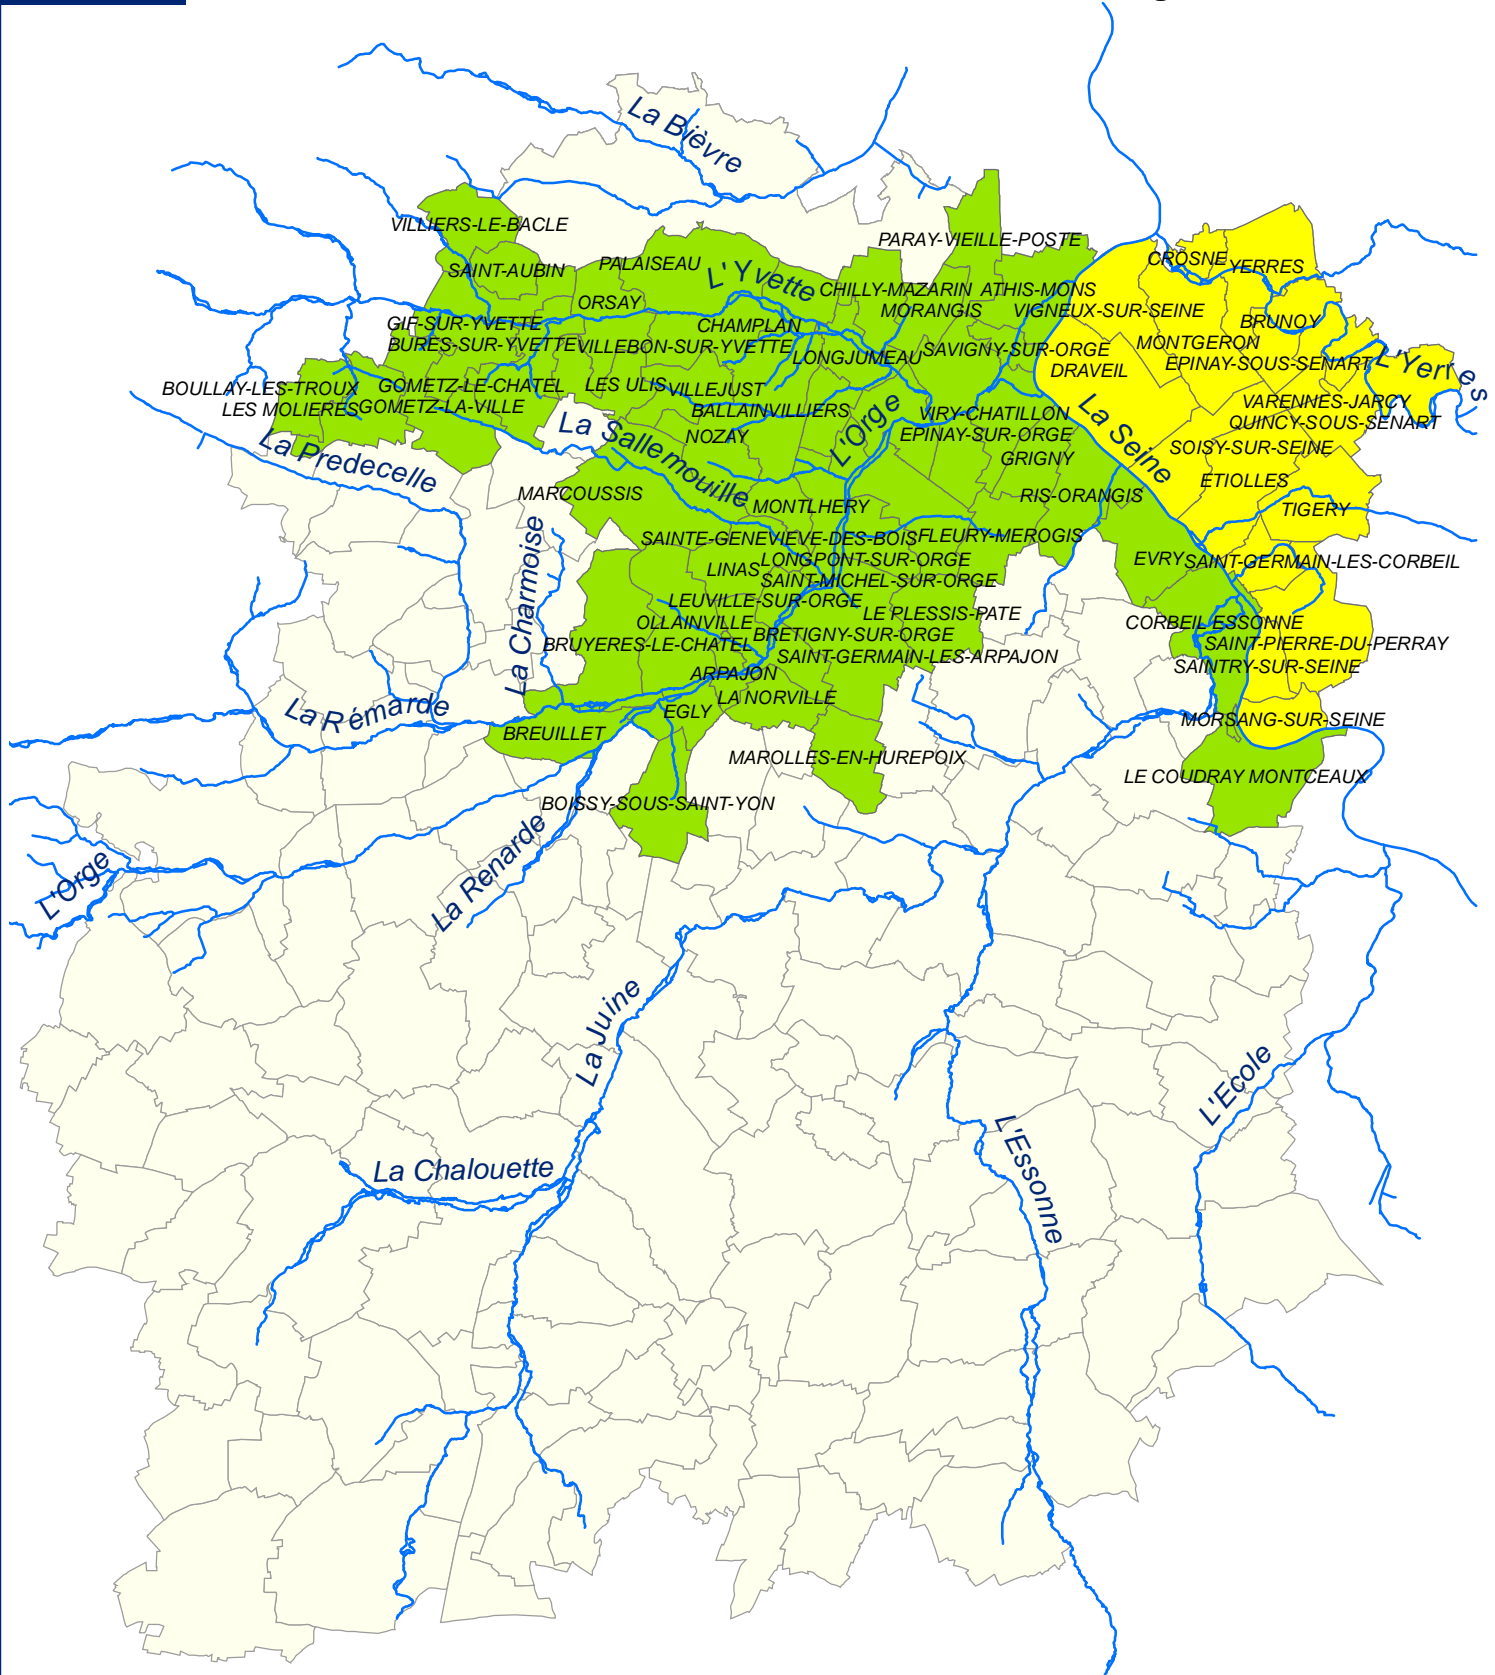 La Bièvre
VILLIERS-LE-BACLE
PARAY-VIEILLE-POSTE
CROSNE
YERRES
SAINT-AUBIN
PALAISEAU
L'Yvette
CHILLY-MAZARIN
ATHIS-MONS
ORSAY
MORANGIS
VIGNEUX-SUR-SEINE
GIF-SUR-YVETTE
CHAMPLAN
BRUNOY
BURES-SUR-YVETTE
VILLEBON-SUR-YVETTE
LONGJUMEAU
SAVIGNY-SUR-ORGE
MONTGERON
EPINAY-SOUS-SENART
L'Yerres
DRAVEIL
BOULLAY-LES-TROUX
GOMETZ-LE-CHATEL
LES ULIS
VILLEJUST
LES MOLIERES
GOMETZ-LA-VILLE
BALLAINVILLIERS
L'Orge
VIRY-CHATILLON
La Seine
VARENNES-JARCY
QUINCY-SOUS-SENART
La Sallemouille
NOZAY
EPINAY-SUR-ORGE
SOISY-SUR-SEINE
La Predecelle
GRIGNY
ETIOLLES
MARCOUSSIS
MONTLHERY
RIS-ORANGIS
TIGERY
La Charmoise
SAINTE-GENEVIEVE-DES-BOIS
FLEURY-MEROGIS
LINAS
LONGPONT-SUR-ORGE
EVRY
SAINT-GERMAIN-LES-CORBEIL
SAINT-MICHEL-SUR-ORGE
LEUVILLE-SUR-ORGE
LE PLESSIS-PATE
OLLAINVILLE
CORBEIL ESSONNE
BRUYERES-LE-CHATEL
BRETIGNY-SUR-ORGE
SAINT-PIERRE-DU-PERRAY
SAINT-GERMAIN-LES-ARPAJON
SAINTRY-SUR-SEINE
ARPAJON
LA NORVILLE
La Rémarde
EGLY
MORSANG-SUR-SEINE
BREUILLET
MAROLLES-EN-HUREPOIX
LE COUDRAY MONTCEAUX
BOISSY-SOUS-SAINT-YON
La Renarde
L'Orge
La Juine
L'Ecole
La Chalouette
L'Essonne